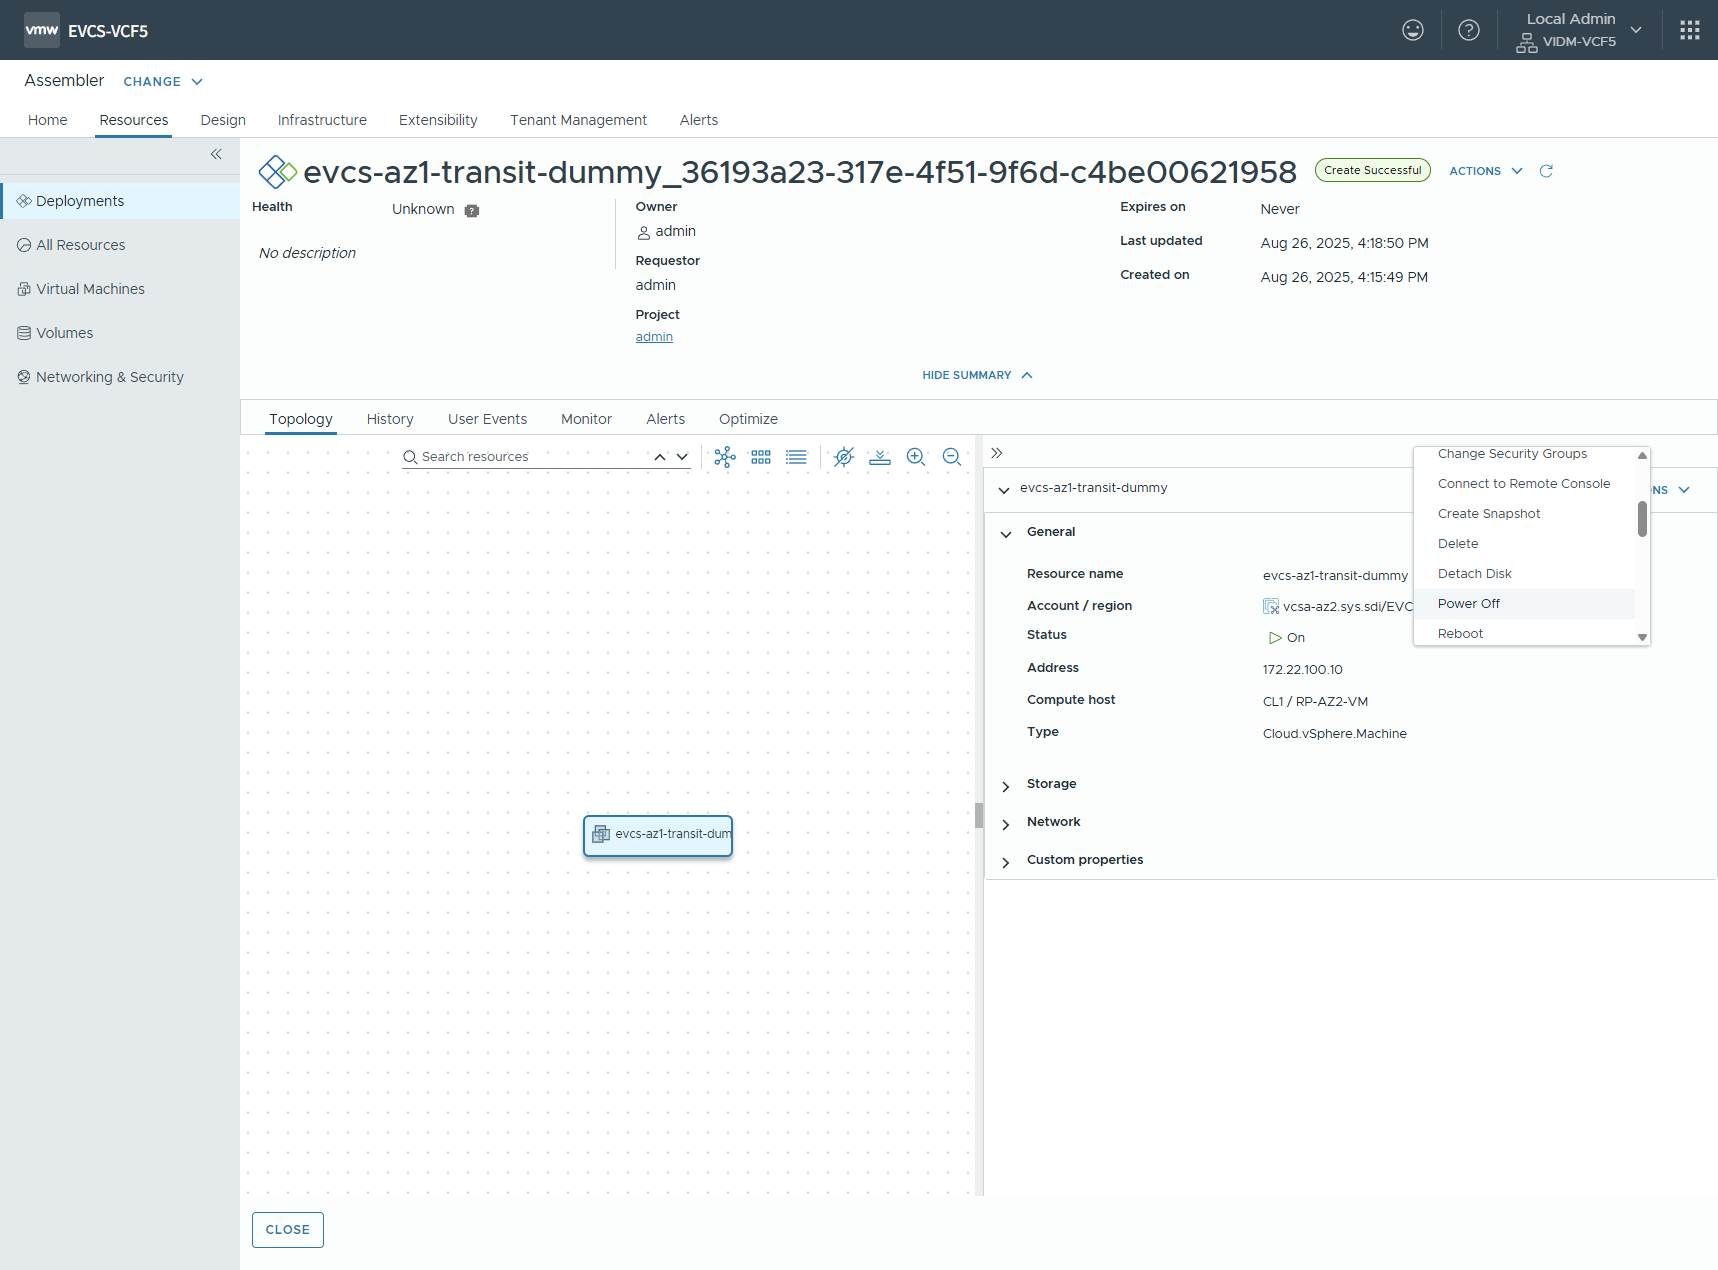 vmw EVCS-VCF5
Local Admin
VIDM-VCF5
Assembler CHANGE
Home Resources Design Infrastructure Extensibility Tenant Management Alerts
Deployments
All Resources
Virtual Machines
Volumes
Networking & Security
evcs-az1-transit-dummy_36193a23-317e-4f51-9f6d-c4be00621958 Create Successful ACTIONS
Health Unknown ?
No description
Owner
admin
Requestor
admin
Project
admin
Expires on Never
Last updated Aug 26, 2025, 4:18:50 PM
Created on Aug 26, 2025, 4:15:49 PM
HIDE SUMMARY
Topology History User Events Monitor Alerts Optimize
Search resources
evcs-az1-transit-dum
evcs-az1-transit-dummy
NS
General
Resource name evcs-az1-transit-dummy
Account / region vcsa-az2.sys.sdi/EVC
Status On
Address 172.22.100.10
Compute host CL1 / RP-AZ2-VM
Type Cloud.vSphere.Machine
Storage
Network
Custom properties
Change Security Groups
Connect to Remote Console
Create Snapshot
Delete
Detach Disk
Power Off
Reboot
CLOSE